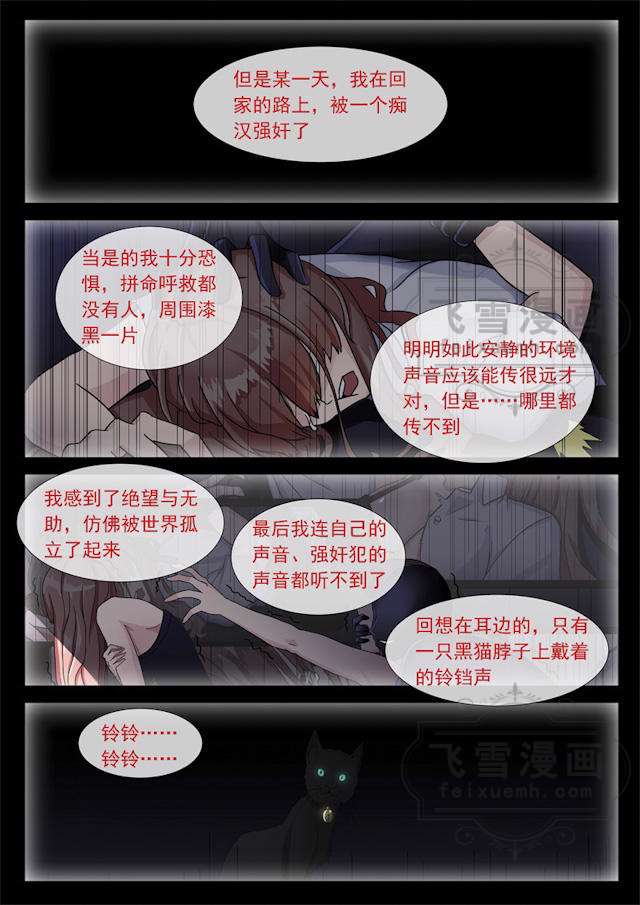 但是某一天，我在回
家的路上，被一个痴
汉强奸了
当是的我十分恐
惧，拼命呼救都
没有人，周围漆
黑一片
飞雪漫画
明明如此安静的环境
声音应该能传很远才
对，但是……哪里都
传不到
我感到了绝望与无
助，仿佛被世界孤
立了起来
最后我连自己的
声音、强奸犯的
声音都听不到了
回想在耳边的，只有
一只黑猫脖子上戴着
的铃铛声
铃铃……
铃铃……
飞雪漫画
feixuemh.com